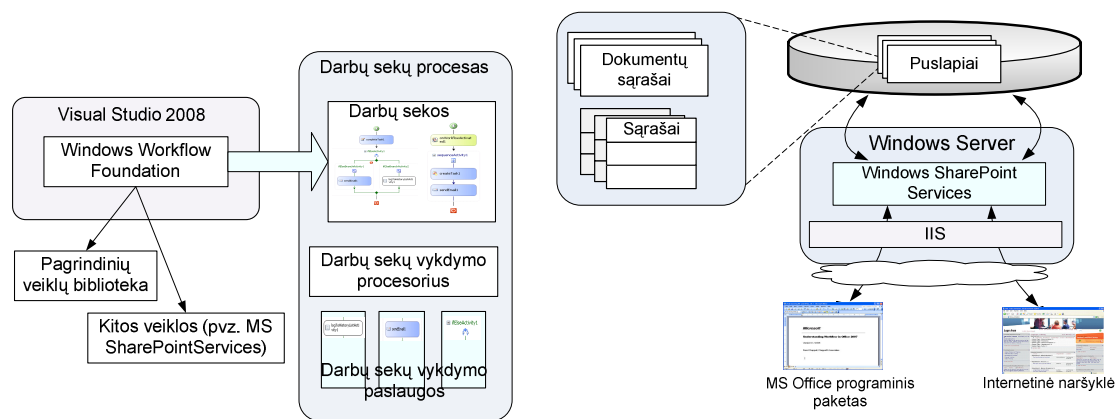 Visual Studio 2008
Windows Workflow
Foundation
Pagrindinių
veiklų biblioteka
Kitos veiklos (pvz. MS
SharePointServices)
Darbų sekų procesas
Darbų sekos
Darbų sekų vykdymo
procesorius
Darbų sekų vykdymo
paslaugos
Dokumentų
sąrašai
Sąrašai
Puslapiai
Windows Server
Windows SharePoint
Services
IIS
MS Office programinis
paketas
Internetinė naršyklė